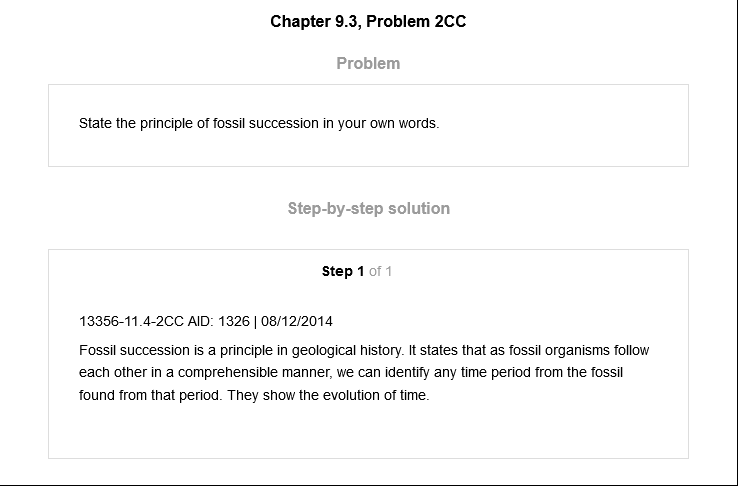 Chapter 9.3, Problem 2CC
Problem
State the principle of fossil succession in your own words.
Step-by-step solution
Step 1 of 1
13356-11.4-2CC AID: 1326 | 08/12/2014
Fossil succession is a principle in geological history. It states that as fossil organisms follow
each other in a comprehensible manner, we can identify any time period from the fossil
found from that period. They show the evolution of time.